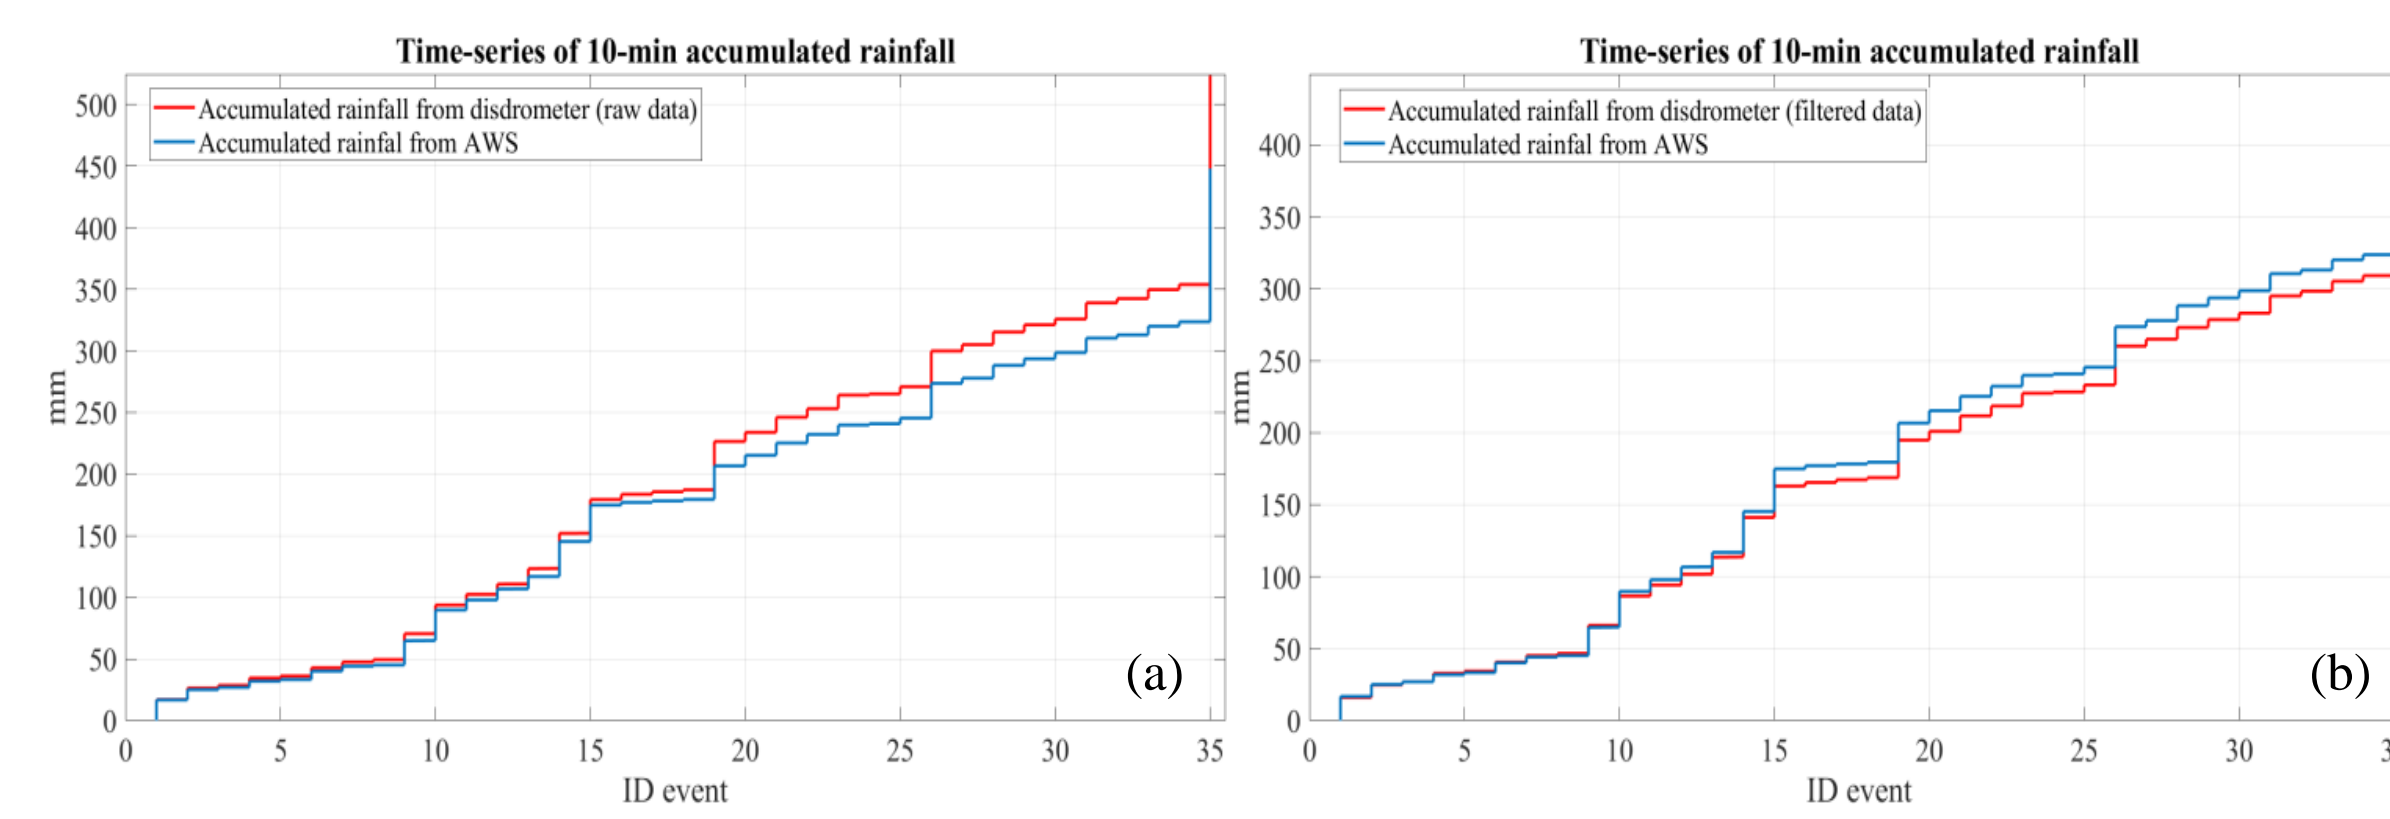 Time-series of 10-min accumulated rainfall
Accumulated rainfall from disdrometer (raw data)
Accumulated rainfal from AWS
500
450
400
350
300
250
200
150
100
50
0
mm
(a)
0 5 10 15 20 25 30 35
ID event
Time-series of 10-min accumulated rainfall
Accumulated rainfall from disdrometer (filtered data)
Accumulated rainfal from AWS
400
350
300
250
200
150
100
50
0
mm
(b)
0 5 10 15 20 25 30 3
ID event